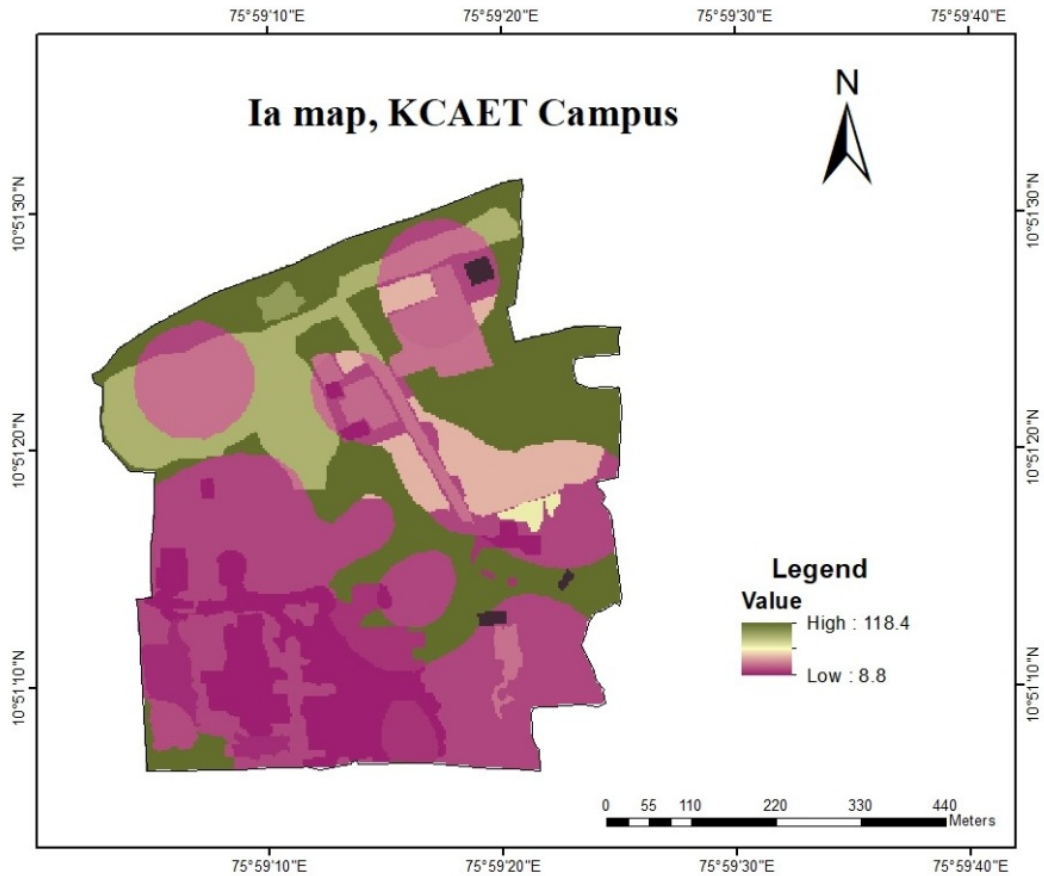 75°59'10"E 75°59'20"E 75°59'30"E 75°59'40"E
Ia map, KCAET Campus
N
10°51'30"N 10°51'30"N
10°51'20"N 10°51'20"N
Legend
Value
High : 118.4
Low : 8.8
10°51'10"N 10°51'10"N
0 55 110 220 330 440
Meters
75°59'10"E 75°59'20"E 75°59'30"E 75°59'40"E